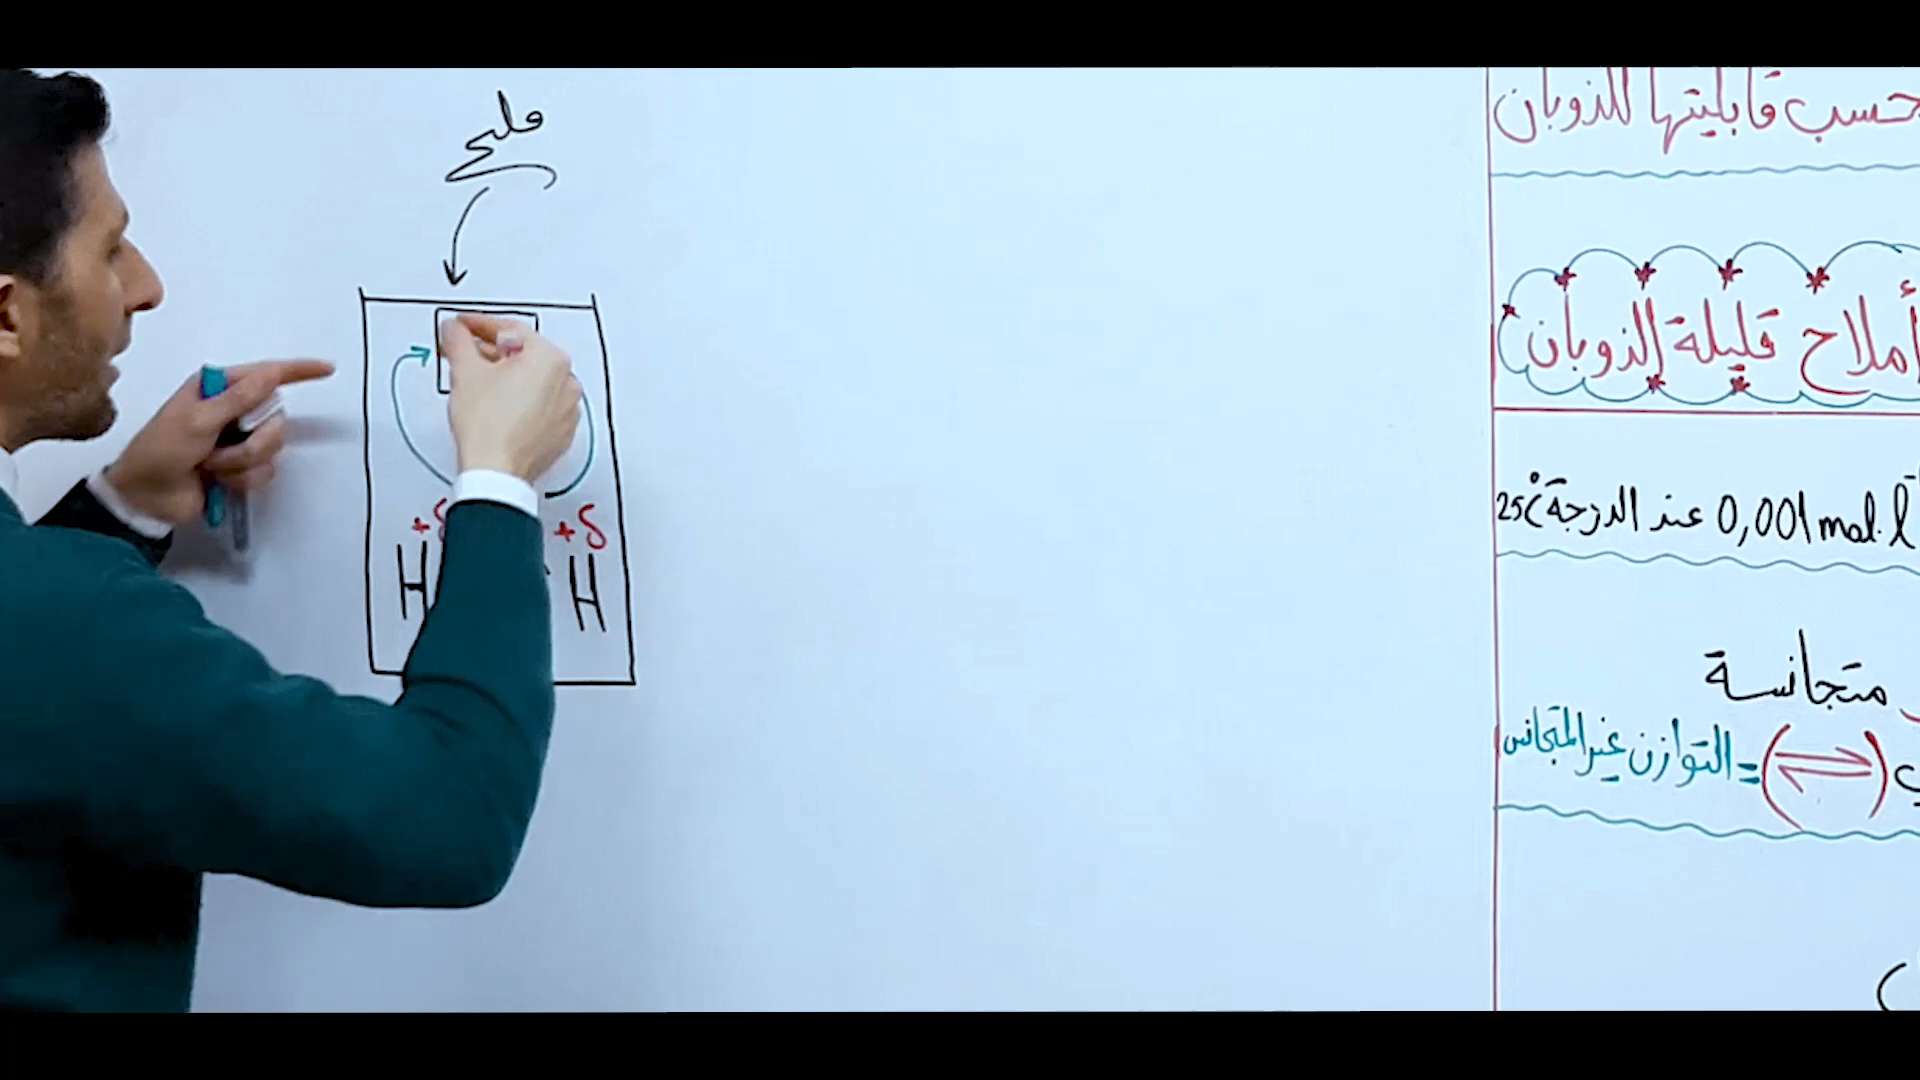 حسب قابليتها للذوبان
أملاح قليلة الذوبان
0,001 mol.l⁻ عند الدرجة 25°C
متجانسة
(⇌) = التوازن غير المتجانس
ملح
+δ +δ
H H